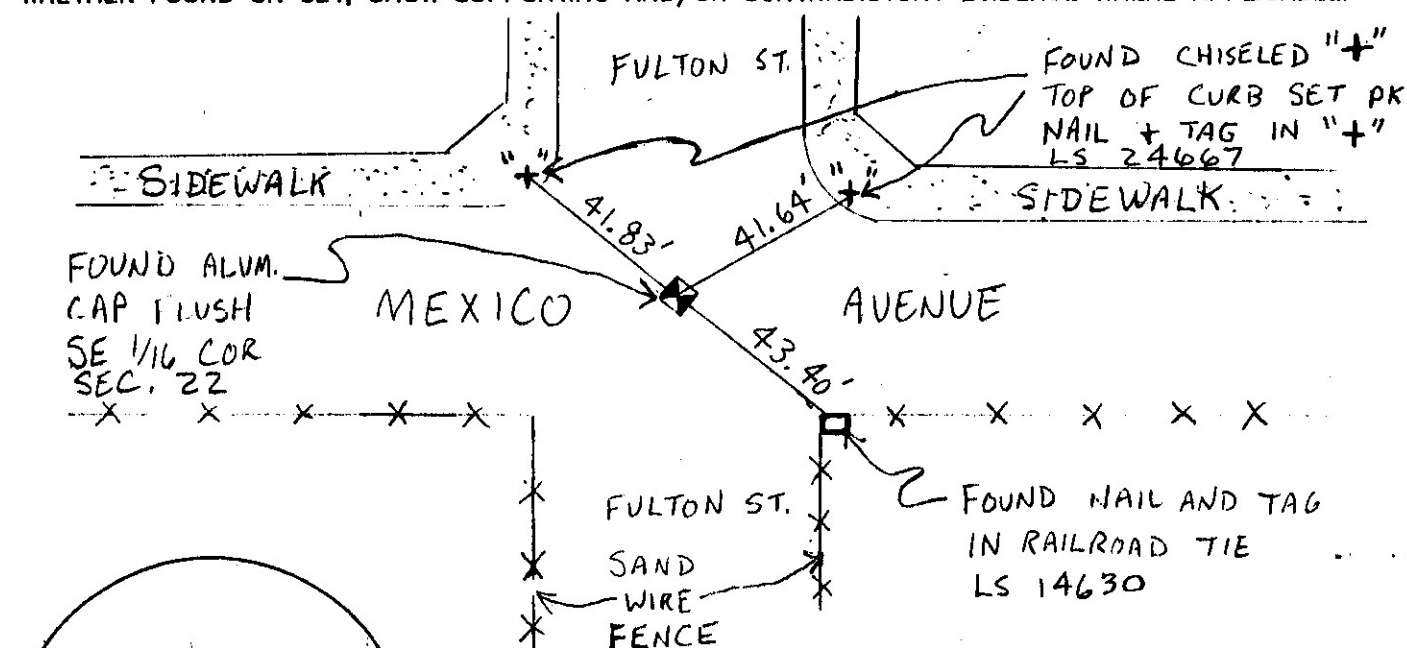 FULTON ST.
FOUND CHISELED "+"
TOP OF CURB SET PK
NAIL + TAG IN "+"
LS 24667
"+"
"+"
SIDEWALK
SIDEWALK
41.83'
41.64'
FOUND ALUM.
CAP FLUSH
SE 1/16 COR
SEC. 22
MEXICO
AVENUE
43.40'
FULTON ST.
SAND
WIRE
FENCE
FOUND NAIL AND TAG
IN RAILROAD TIE
LS 14630